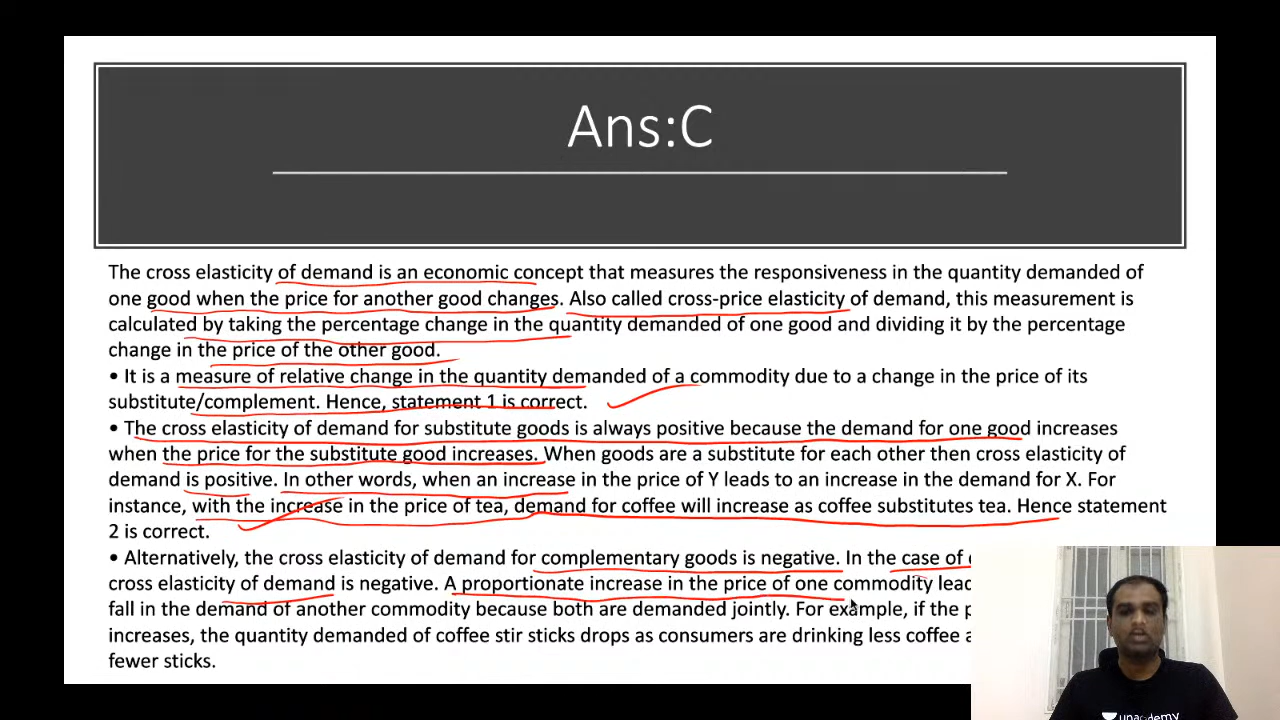 Ans:C
The cross elasticity of demand is an economic concept that measures the responsiveness in the quantity demanded of
one good when the price for another good changes. Also called cross-price elasticity of demand, this measurement is
calculated by taking the percentage change in the quantity demanded of one good and dividing it by the percentage
change in the price of the other good.
• It is a measure of relative change in the quantity demanded of a commodity due to a change in the price of its
substitute/complement. Hence, statement 1 is correct.
• The cross elasticity of demand for substitute goods is always positive because the demand for one good increases
when the price for the substitute good increases. When goods are a substitute for each other then cross elasticity of
demand is positive. In other words, when an increase in the price of Y leads to an increase in the demand for X. For
instance, with the increase in the price of tea, demand for coffee will increase as coffee substitutes tea. Hence statement
2 is correct.
• Alternatively, the cross elasticity of demand for complementary goods is negative. In the case of
cross elasticity of demand is negative. A proportionate increase in the price of one commodity
fall in the demand of another commodity because both are demanded jointly. For example, if the
increases, the quantity demanded of coffee stir sticks drops as consumers are drinking less coffee
fewer sticks.
unacademy